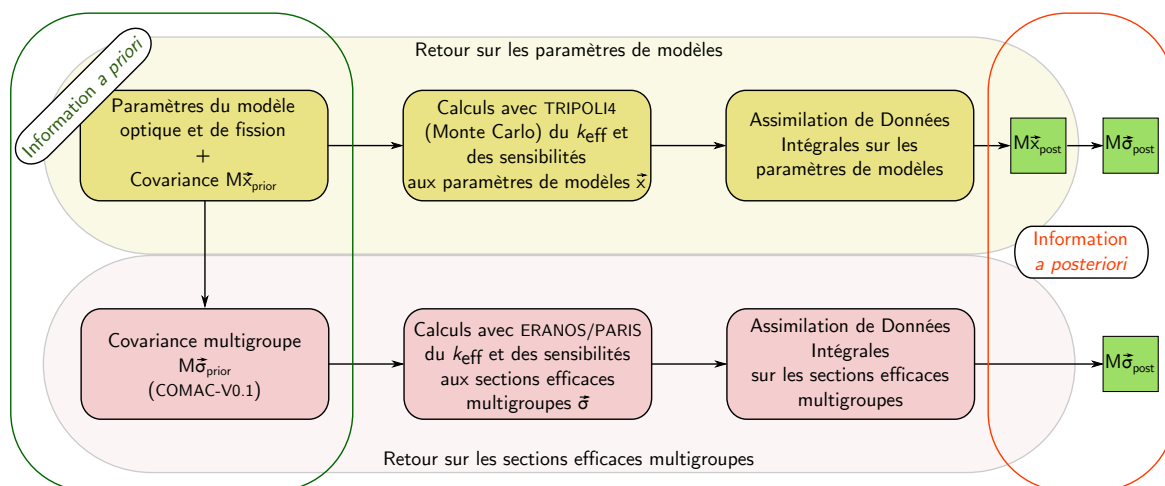 Retour sur les paramètres de modèles
Information a priori
Paramètres du modèle
optique et de fission
+
Covariance Mx⃗prior
Calculs avec TRIPOLI4
(Monte Carlo) du keff et
des sensibilités
aux paramètres de modèles x⃗
Assimilation de Données
Intégrales sur les
paramètres de modèles
Mx⃗post
Mσ⃗post
Information
a posteriori
Covariance multigroupe
Mσ⃗prior
(COMAC-V0.1)
Calculs avec ERANOS/PARIS
du keff et des sensibilités
aux sections efficaces
multigroupes σ⃗
Assimilation de Données
Intégrales
sur les sections efficaces
multigroupes
Mσ⃗post
Retour sur les sections efficaces multigroupes